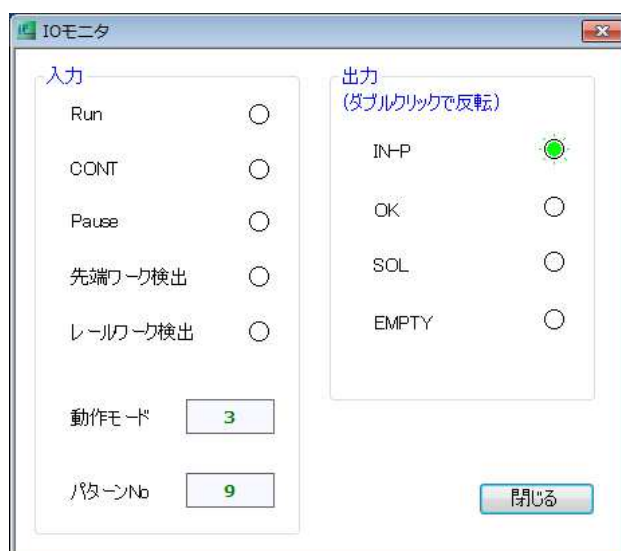 IOモニタ
入力
Run
CONT
Pause
先端ワーク検出
レールワーク検出
動作モード 3
パターンNo 9
出力
(ダブルクリックで反転)
IN-P
OK
SOL
EMPTY
閉じる